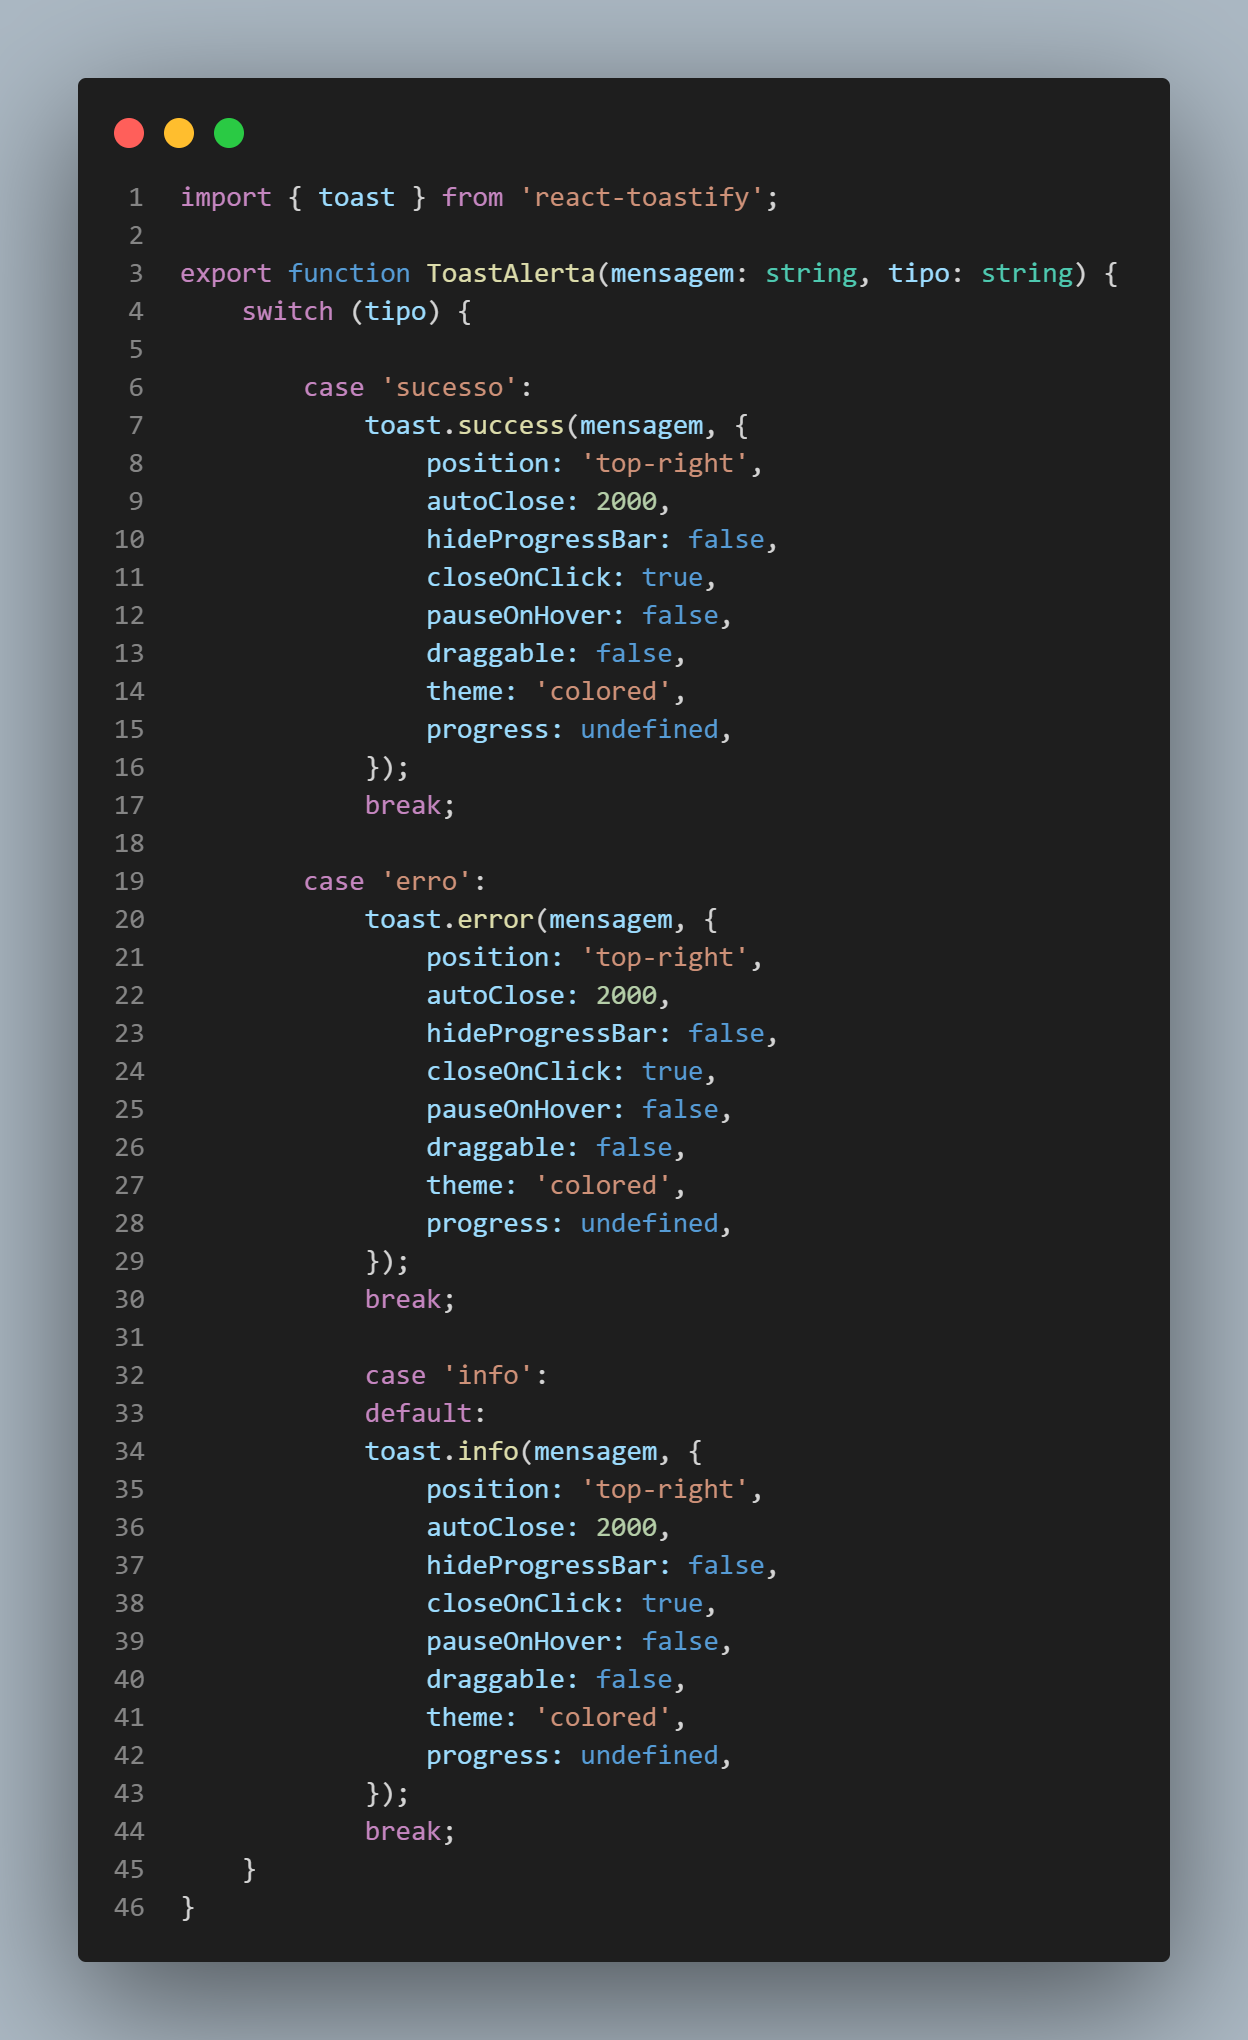 1 import { toast } from 'react-toastify';
2
3 export function ToastAlerta(mensagem: string, tipo: string) {
4     switch (tipo) {
5
6         case 'sucesso':
7             toast.success(mensagem, {
8                 position: 'top-right',
9                 autoClose: 2000,
10                 hideProgressBar: false,
11                 closeOnClick: true,
12                 pauseOnHover: false,
13                 draggable: false,
14                 theme: 'colored',
15                 progress: undefined,
16             });
17             break;
18
19         case 'erro':
20             toast.error(mensagem, {
21                 position: 'top-right',
22                 autoClose: 2000,
23                 hideProgressBar: false,
24                 closeOnClick: true,
25                 pauseOnHover: false,
26                 draggable: false,
27                 theme: 'colored',
28                 progress: undefined,
29             });
30             break;
31
32             case 'info':
33             default:
34             toast.info(mensagem, {
35                 position: 'top-right',
36                 autoClose: 2000,
37                 hideProgressBar: false,
38                 closeOnClick: true,
39                 pauseOnHover: false,
40                 draggable: false,
41                 theme: 'colored',
42                 progress: undefined,
43             });
44             break;
45     }
46 }